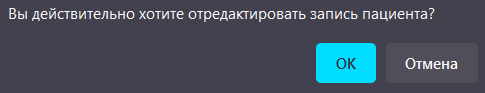 Вы действительно хотите отредактировать запись пациента?
OK
Отмена